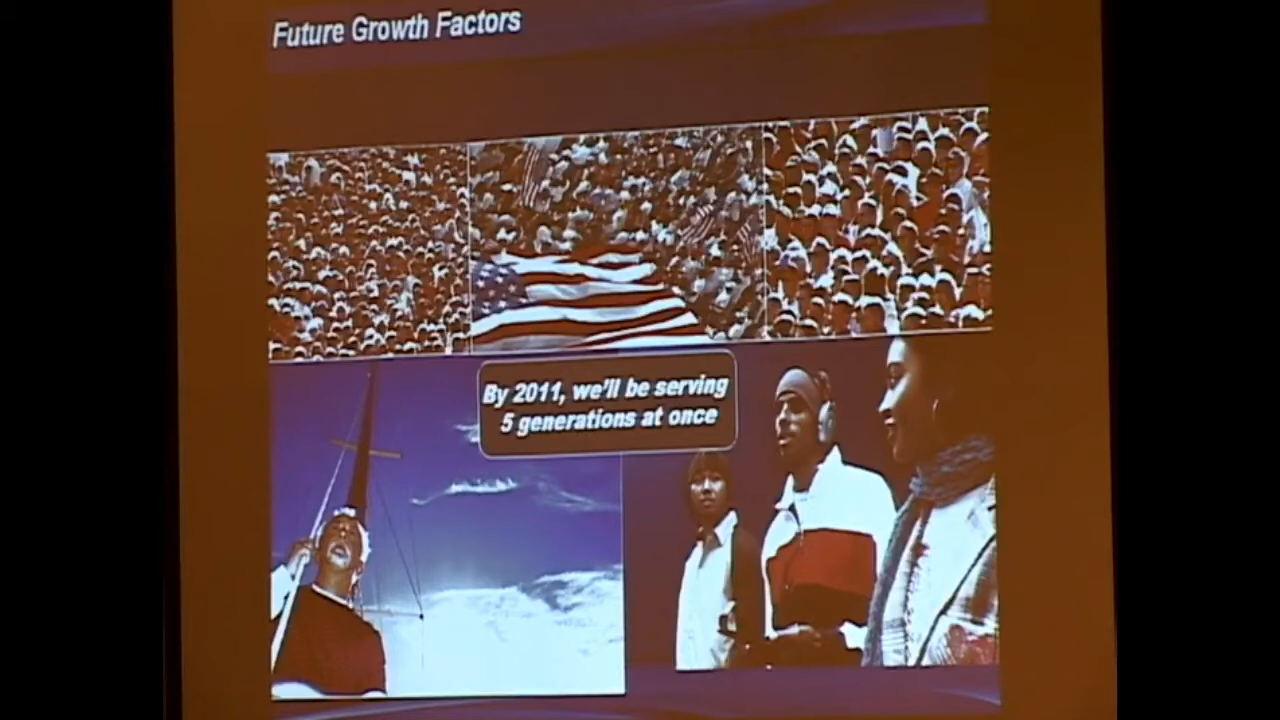 Future Growth Factors
By 2011, we'll be serving
5 generations at once